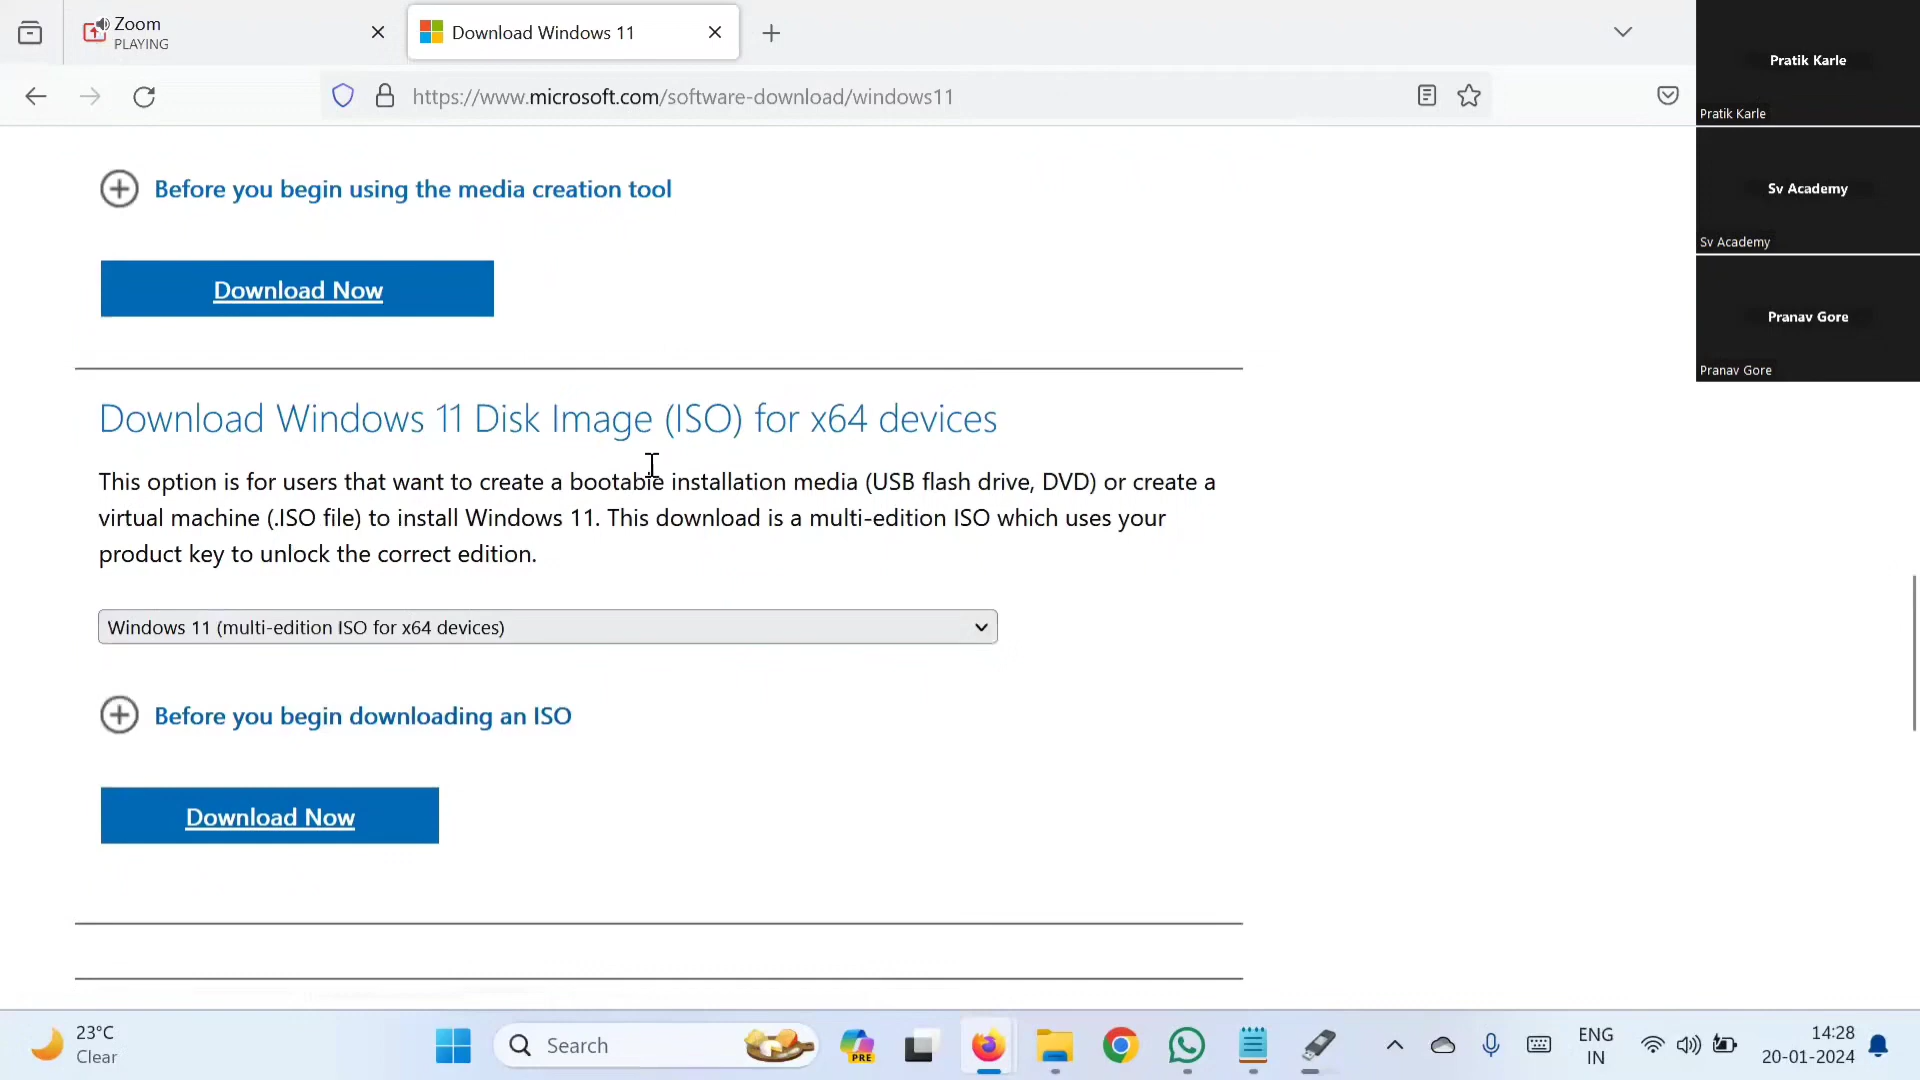 Zoom
PLAYING
Download Windows 11
https://www.microsoft.com/software-download/windows11
Pratik Karle
Pratik Karle
Sv Academy
Sv Academy
Pranav Gore
Pranav Gore
Before you begin using the media creation tool
Download Now
Download Windows 11 Disk Image (ISO) for x64 devices
This option is for users that want to create a bootable installation media (USB flash drive, DVD) or create a
virtual machine (.ISO file) to install Windows 11. This download is a multi-edition ISO which uses your
product key to unlock the correct edition.
Windows 11 (multi-edition ISO for x64 devices)
Before you begin downloading an ISO
Download Now
23°C
Clear
Search
PRE
ENG
IN
14:28
20-01-2024